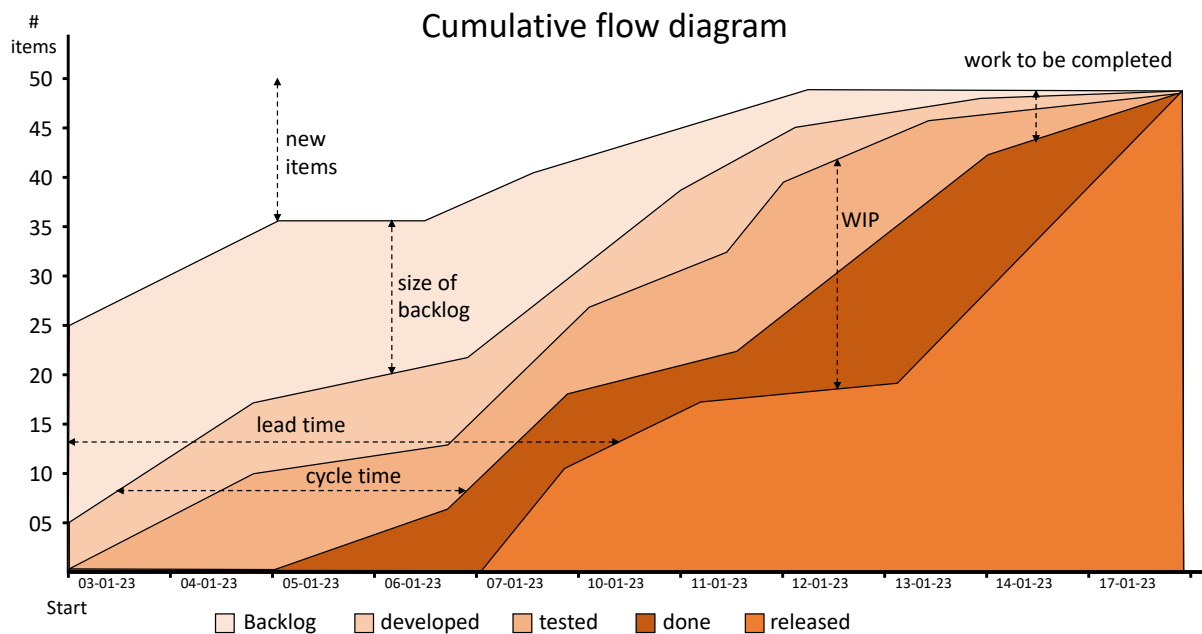 Cumulative flow diagram
#
items
work to be completed
50
45
40
35
30
25
20
15
10
05
new
items
size of
backlog
WIP
lead time
cycle time
03-01-23 04-01-23 05-01-23 06-01-23 07-01-23 10-01-23 11-01-23 12-01-23 13-01-23 14-01-23 17-01-23
Start
Backlog developed tested done released